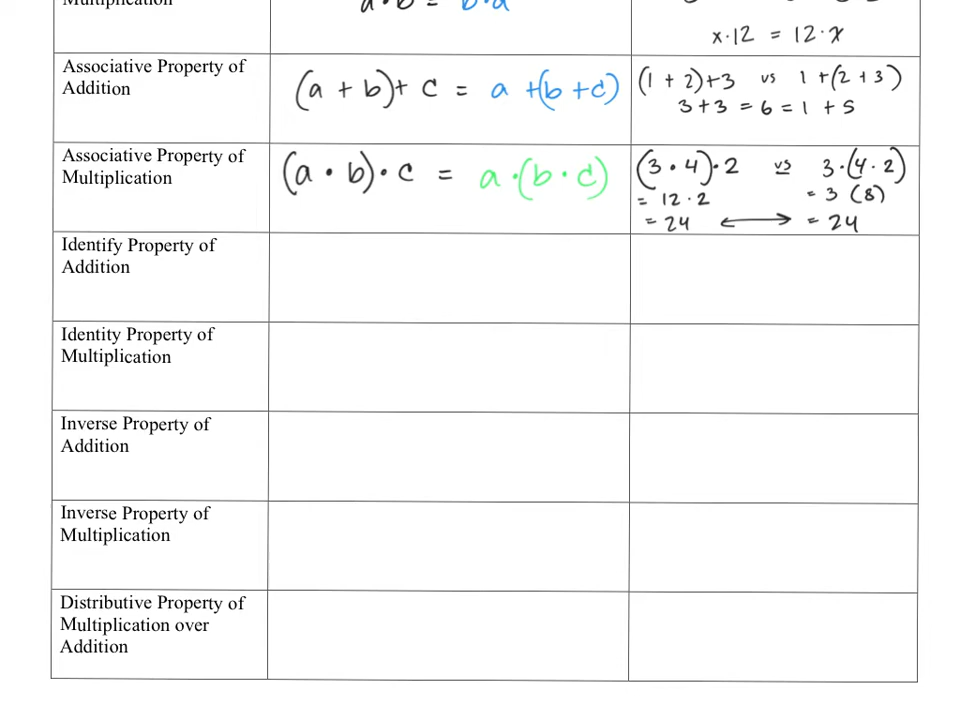 Multiplication
a · b = b · a
x · 12 = 12 · x
Associative Property of
Addition
(a + b) + c = a + (b + c)
(1 + 2) + 3 vs 1 + (2 + 3)
3 + 3 = 6 = 1 + 5
Associative Property of
Multiplication
(a · b) · c = a · (b · c)
(3 · 4) · 2 vs 3 · (4 · 2)
= 12 · 2 = 3 (8)
= 24 ⟷ = 24
Identify Property of
Addition
Identity Property of
Multiplication
Inverse Property of
Addition
Inverse Property of
Multiplication
Distributive Property of
Multiplication over
Addition